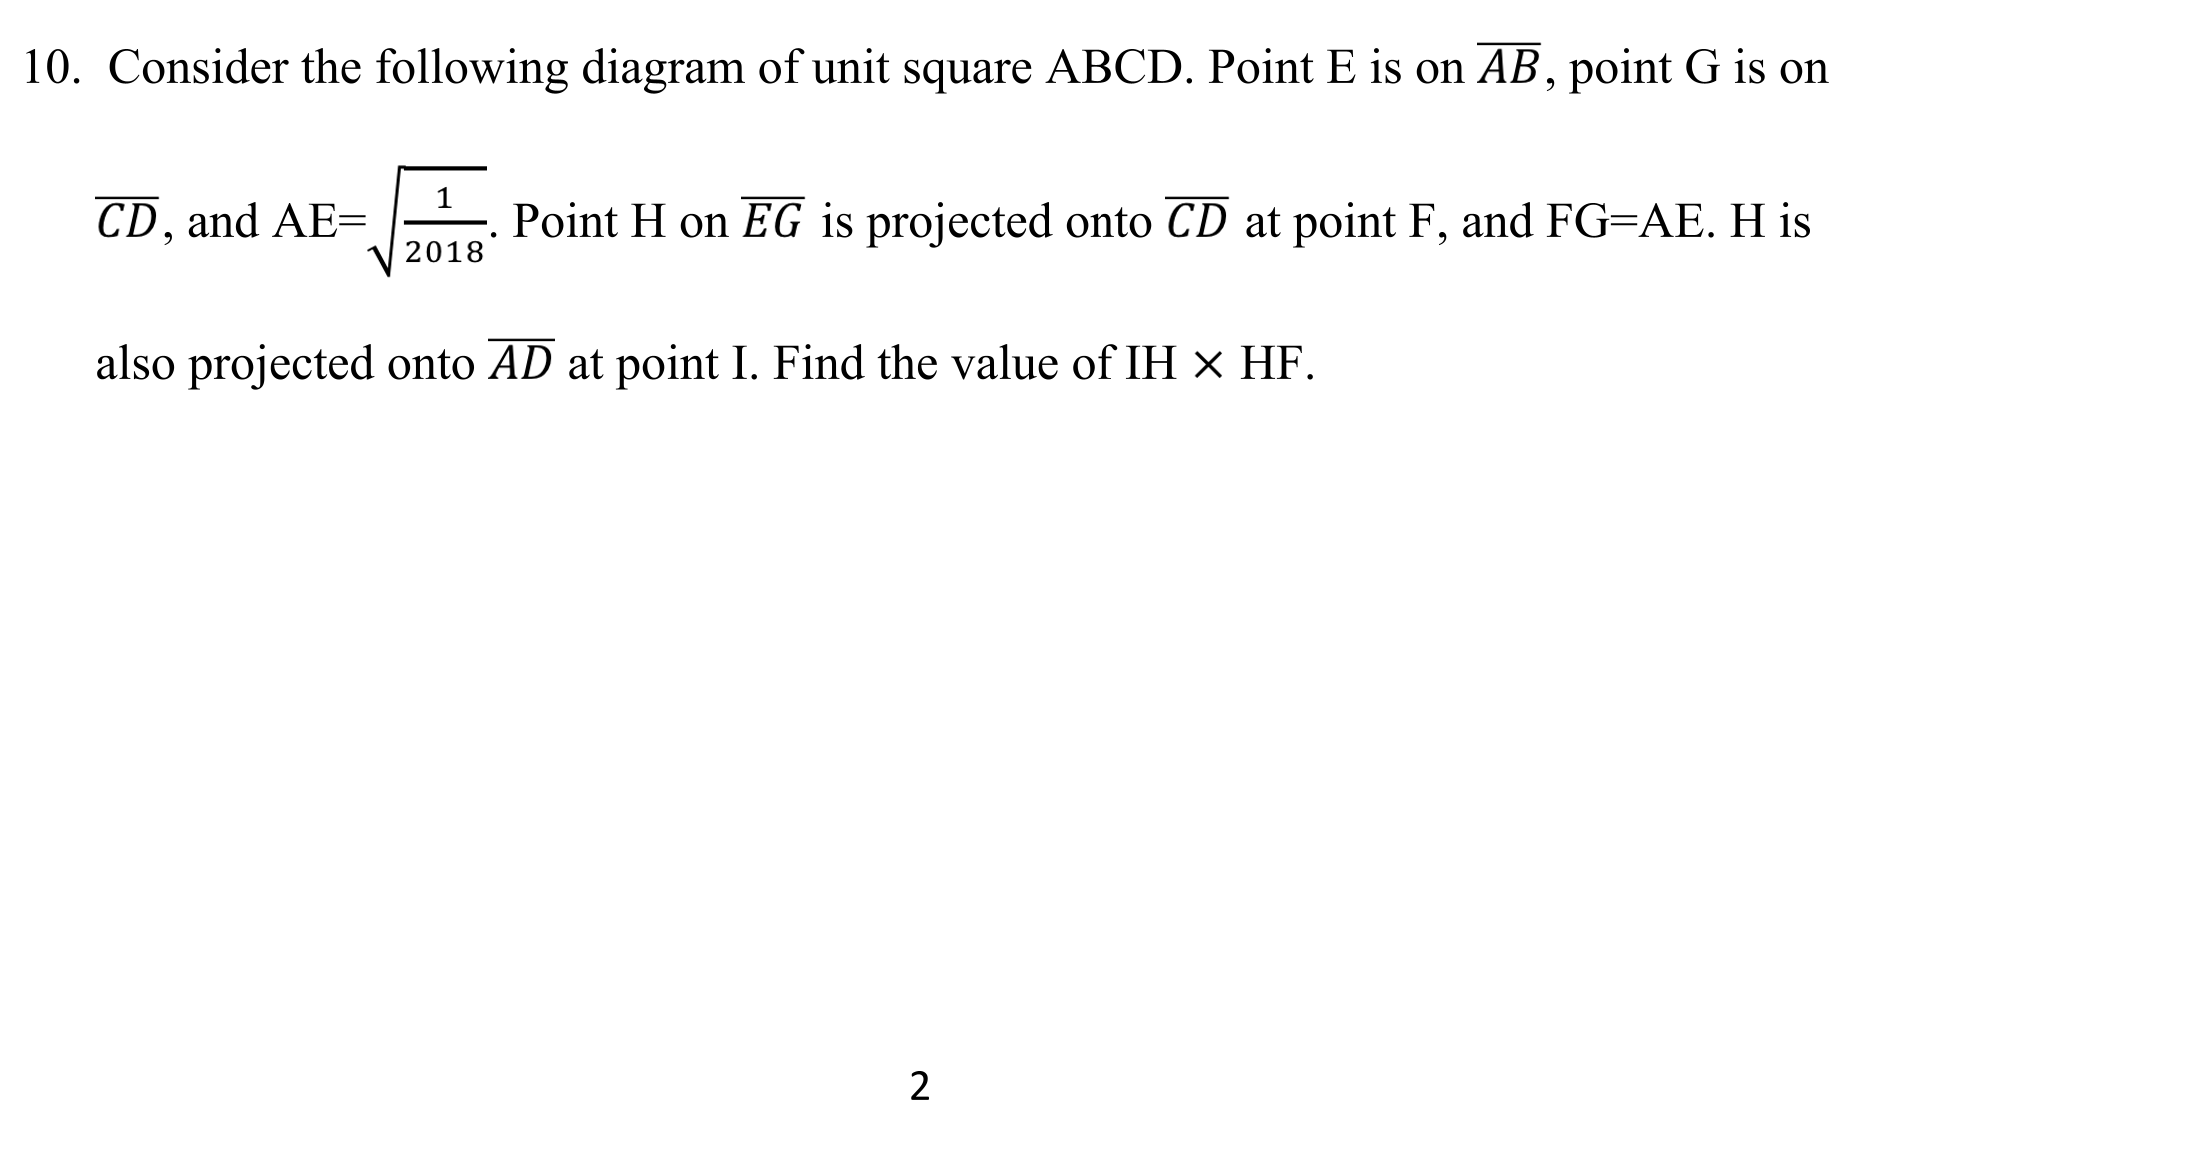 10. Consider the following diagram of unit square ABCD. Point E is on $\overline{AB}$, point G is on
$\overline{CD}$, and AE=$\sqrt{\frac{1}{2018}}$. Point H on $\overline{EG}$ is projected onto $\overline{CD}$ at point F, and FG=AE. H is
also projected onto $\overline{AD}$ at point I. Find the value of IH × HF.
2